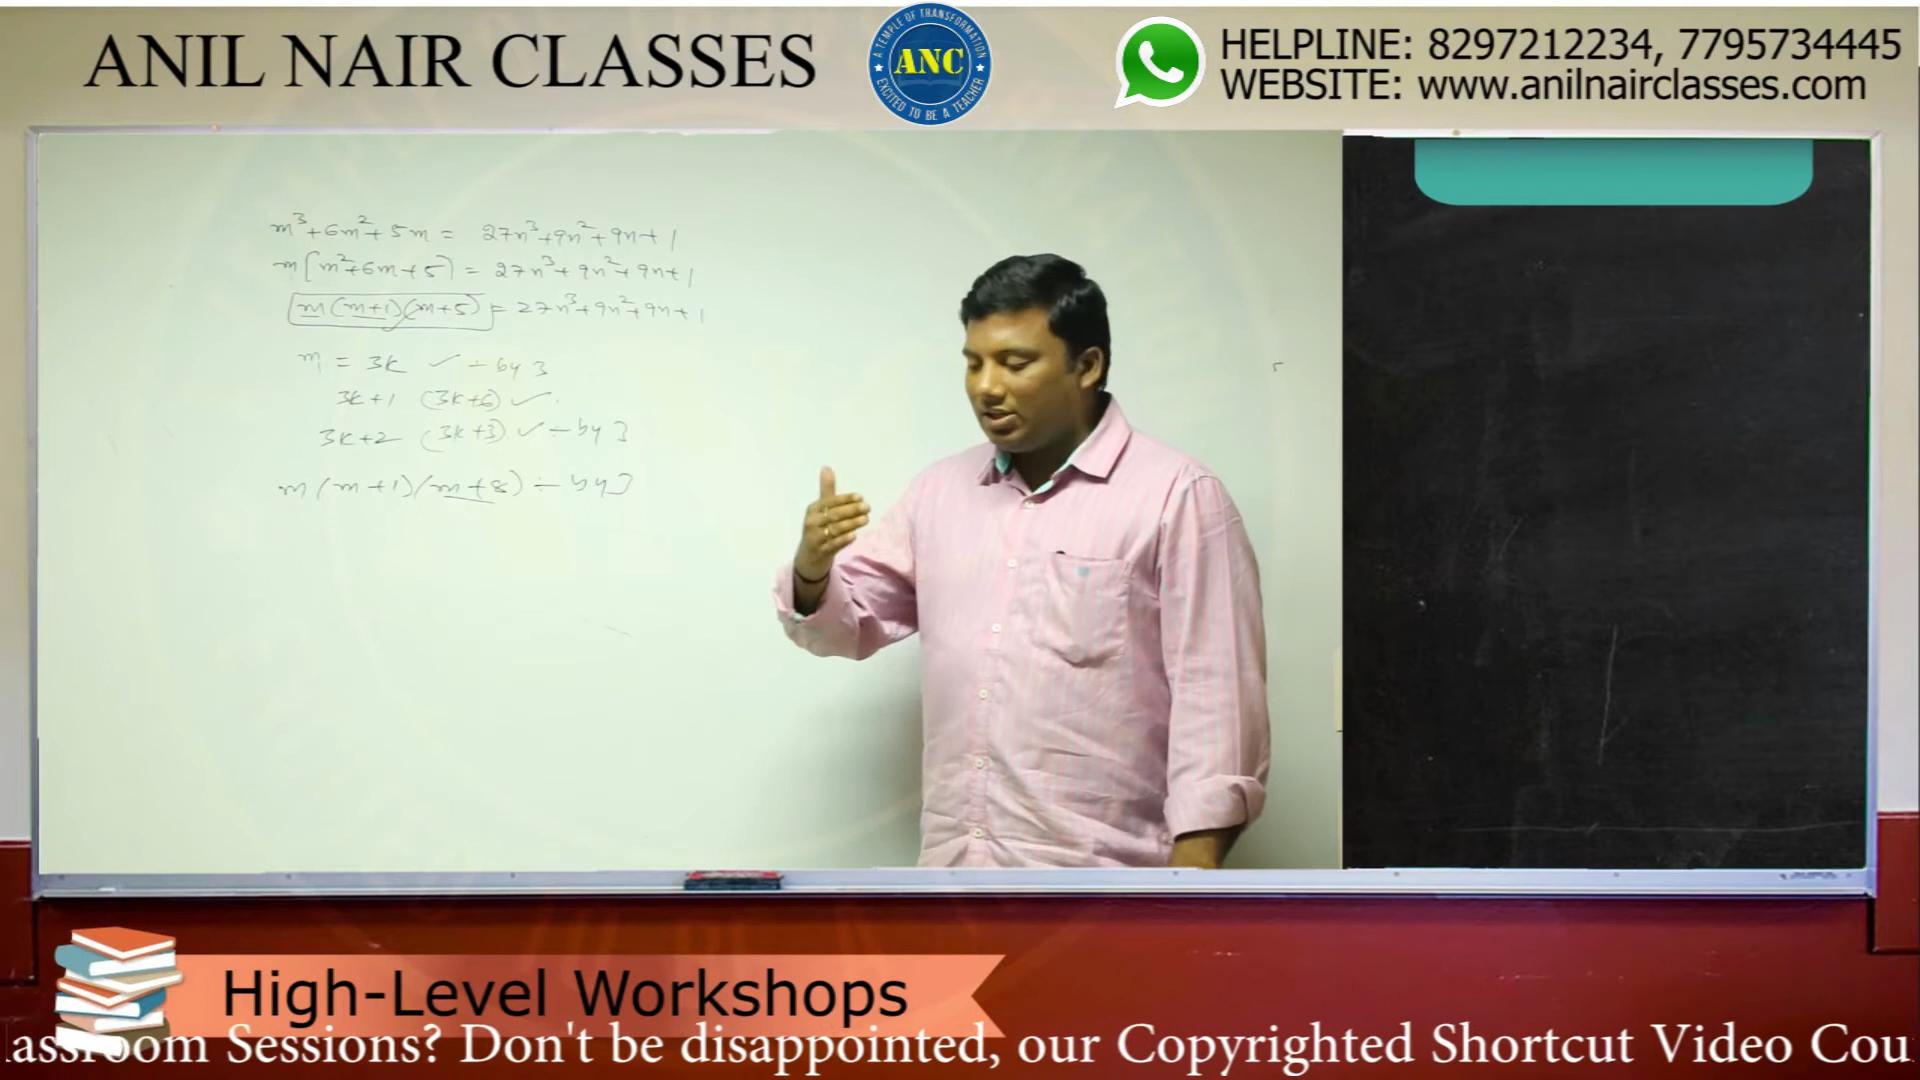 ANIL NAIR CLASSES
A TEMPLE OF TRANSFORMATION
ANC
EXCITED TO BE A TEACHER
HELPLINE: 8297212234, 7795734445
WEBSITE: www.anilnairclasses.com
m³+6m²+5m = 27n³+9n²+9n+1
m[m²+6m+5) = 27n³+9n²+9n+1
m(m+1)(m+5) = 27n³+9n²+9n+1
m = 3k ✓ ÷ by 3
3k+1 (3k+6) ✓
3k+2 (3k+3) ✓ ÷ by 3
m(m+1)(m+8) ÷ by 3
High-Level Workshops
Sessions? Don't be disappointed, our Copyrighted Shortcut Video Cou